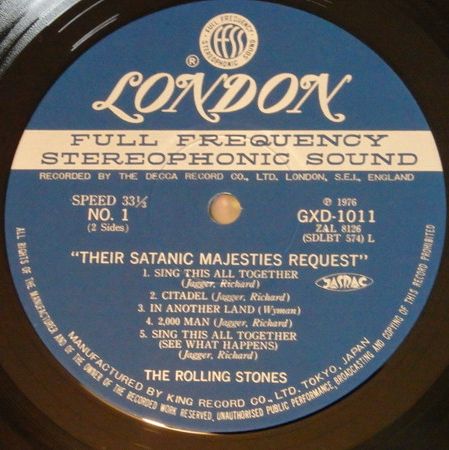 FULL FREQUENCY
ffss
STEREOPHONIC SOUND
®
LONDON
FULL FREQUENCY
STEREOPHONIC SOUND
RECORDED BY THE DECCA RECORD CO., LTD. LONDON, S.E.I., ENGLAND
SPEED 33⅓
NO. 1
(2 Sides)
℗ 1976
GXD-1011
ZAL 8126
(SDLBT 574) L
"THEIR SATANIC MAJESTIES REQUEST"
1. SING THIS ALL TOGETHER
(Jagger, Richard)
2. CITADEL (Jagger, Richard)
3. IN ANOTHER LAND (Wyman)
4. 2,000 MAN (Jagger, Richard)
5. SING THIS ALL TOGETHER
(SEE WHAT HAPPENS)
(Jagger, Richard)
JASRAC
THE ROLLING STONES
MANUFACTURED BY KING RECORD CO., LTD. TOKYO, JAPAN
ALL RIGHTS OF THE MANUFACTURER AND OF THE OWNER OF THE RECORDED WORK RESERVED, UNAUTHORISED PUBLIC PERFORMANCE, BROADCASTING AND COPYING OF THIS RECORD PROHIBITED